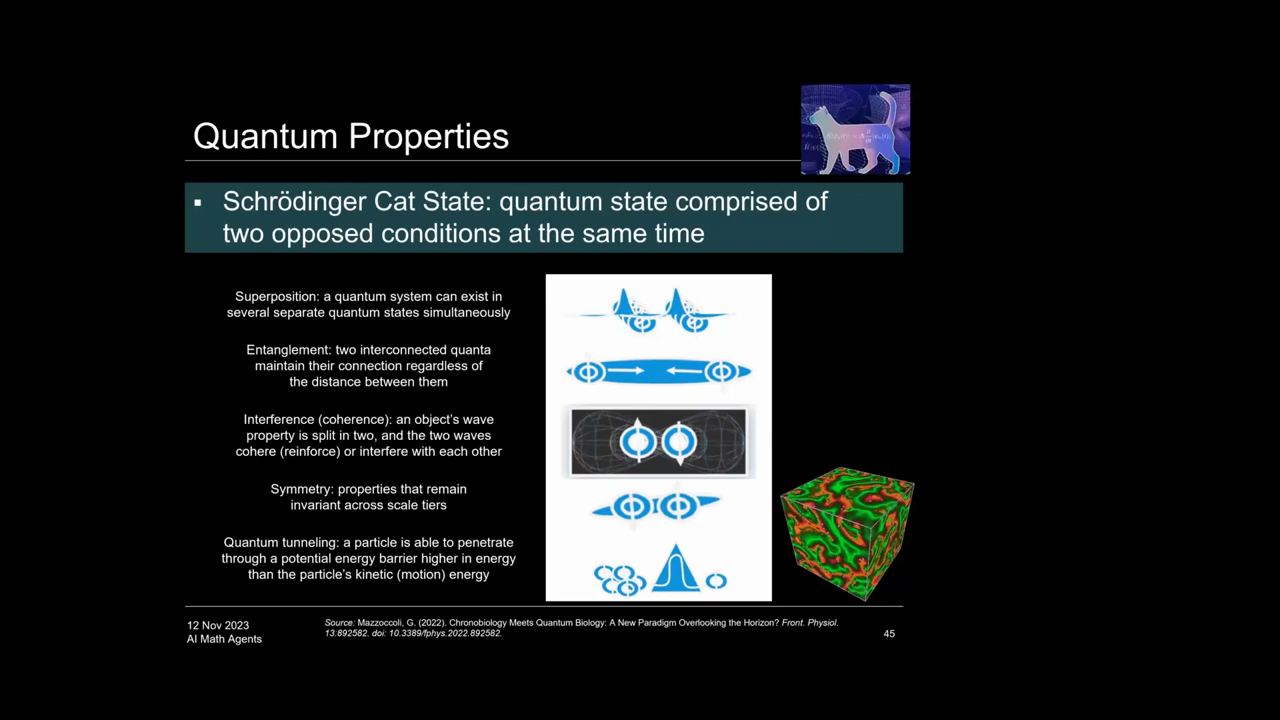 Quantum Properties
▪ Schrödinger Cat State: quantum state comprised of
two opposed conditions at the same time
Superposition: a quantum system can exist in
several separate quantum states simultaneously
Entanglement: two interconnected quanta
maintain their connection regardless of
the distance between them
Interference (coherence): an object's wave
property is split in two, and the two waves
cohere (reinforce) or interfere with each other
Symmetry: properties that remain
invariant across scale tiers
Quantum tunneling: a particle is able to penetrate
through a potential energy barrier higher in energy
than the particle's kinetic (motion) energy
12 Nov 2023
AI Math Agents
Source: Mazzoccoli, G. (2022). Chronobiology Meets Quantum Biology: A New Paradigm Overlooking the Horizon? Front. Physiol.
13:892582. doi: 10.3389/fphys.2022.892582.
45